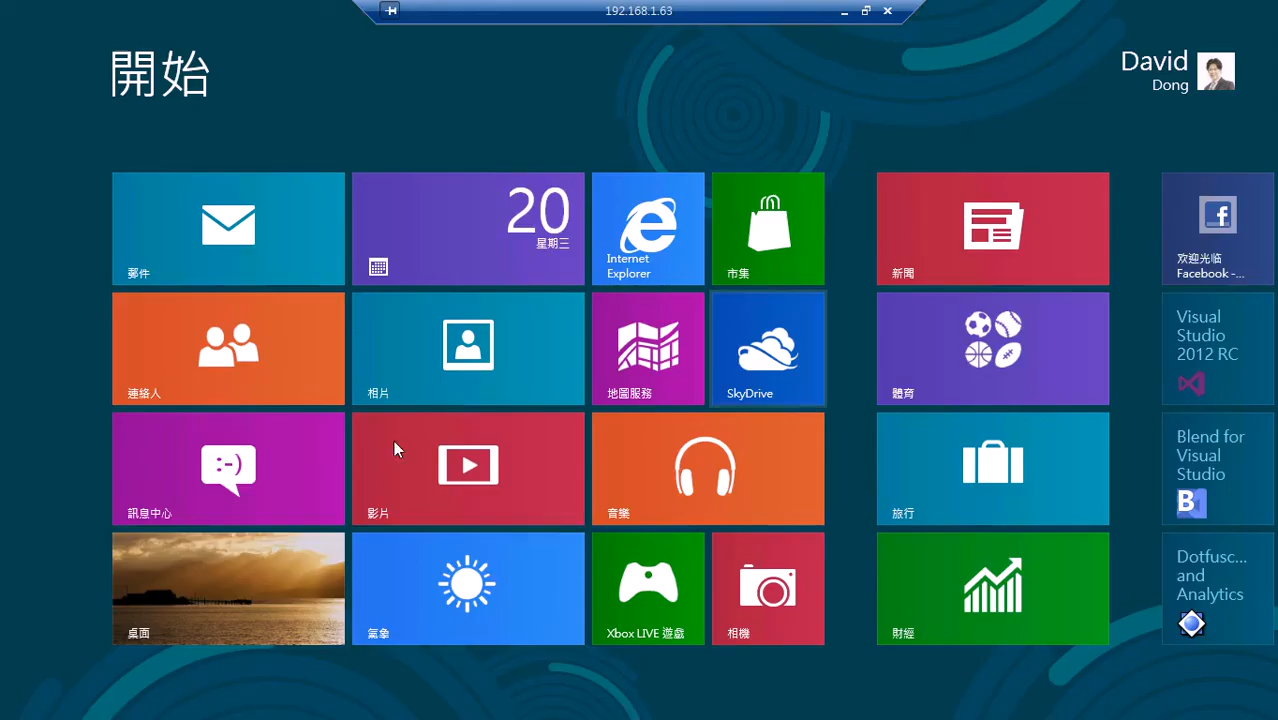 192.168.1.63
開始
David
Dong
郵件
20
星期三
Internet
Explorer
市集
新聞
欢迎光临
Facebook -...
連絡人
相片
地圖服務
SkyDrive
體育
Visual
Studio
2012 RC
:-)
訊息中心
影片
音樂
旅行
Blend for
Visual
Studio
B
桌面
氣象
Xbox LIVE 遊戲
相機
財經
Dotfusc...
and
Analytics